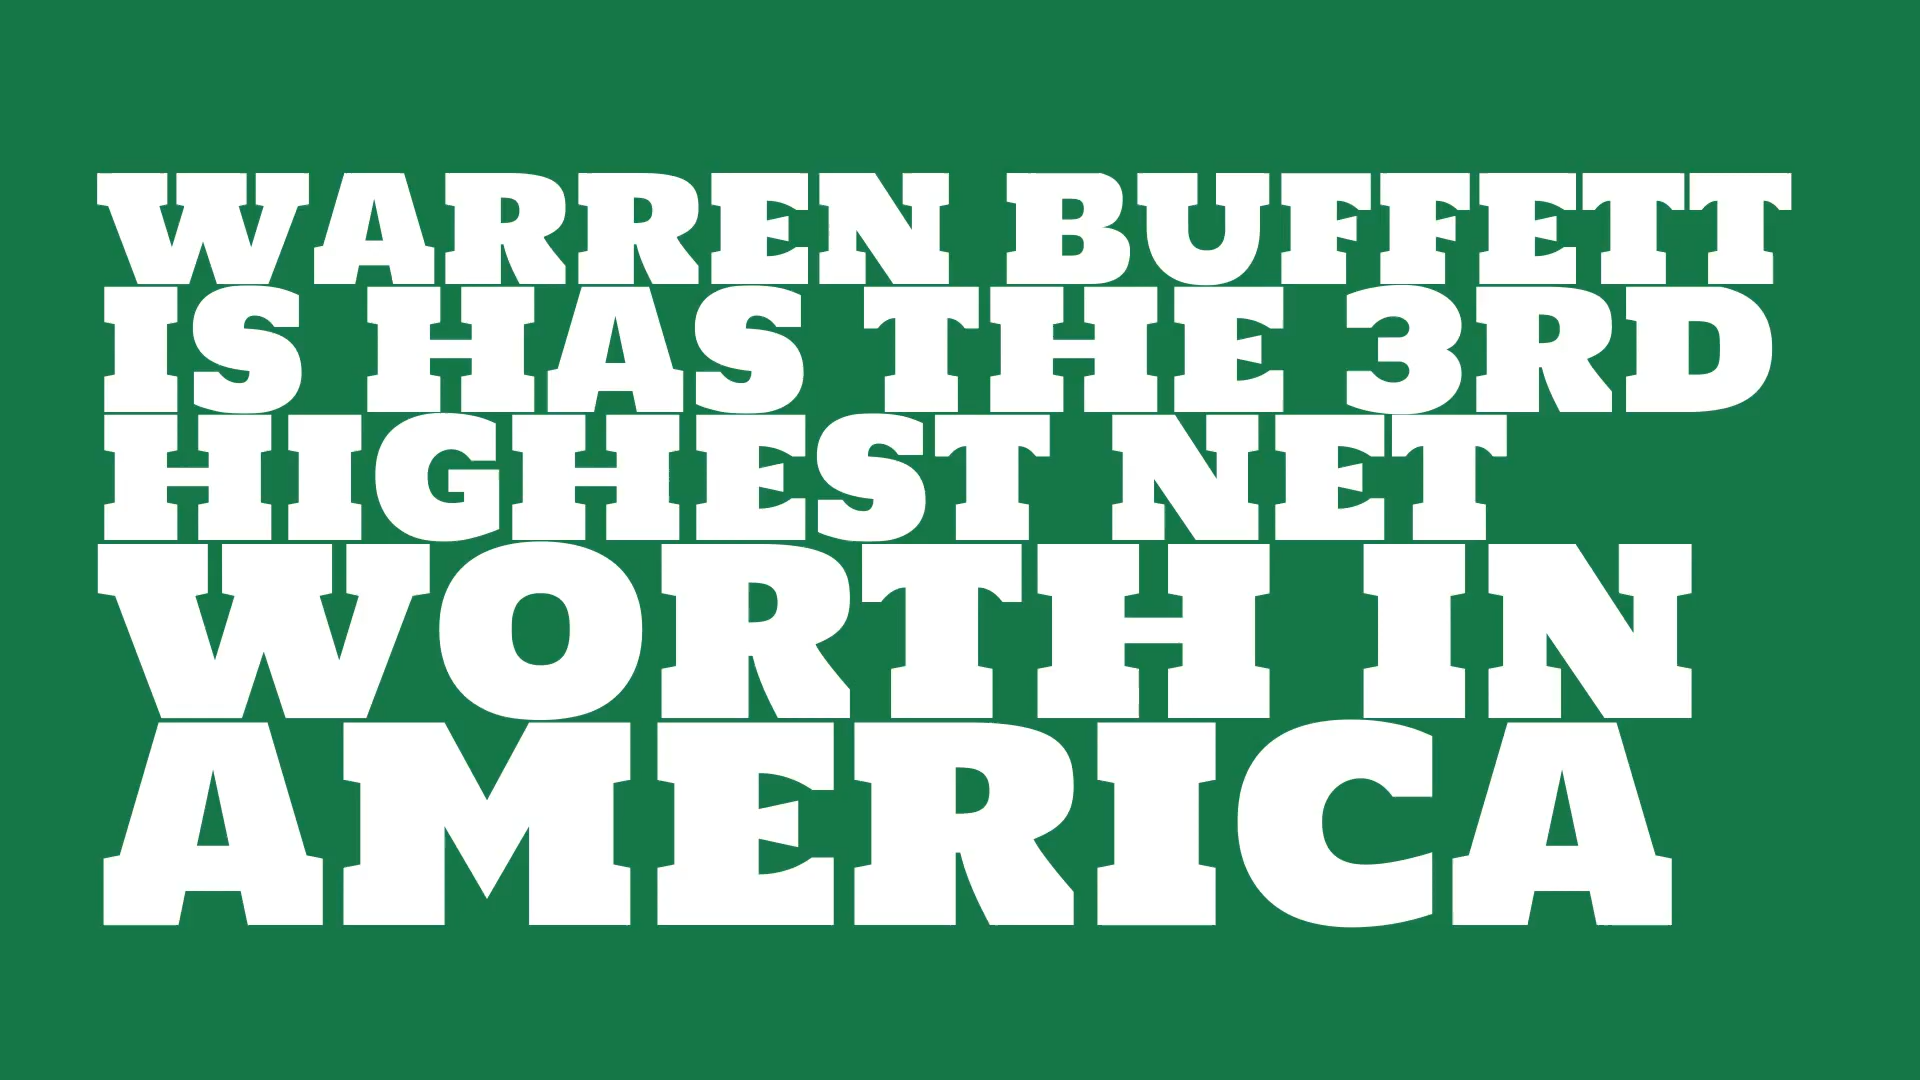 WARREN BUFFETT
IS HAS THE 3RD
HIGHEST NET
WORTH IN
AMERICA